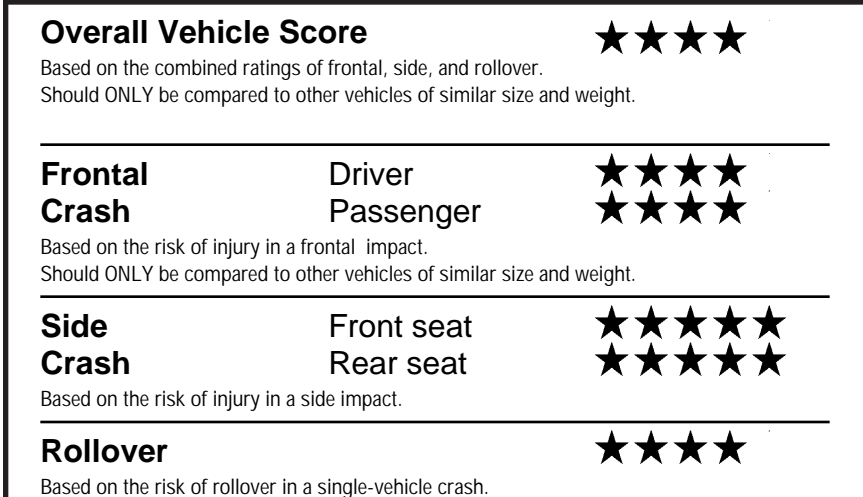 Overall Vehicle Score ★★★★
Based on the combined ratings of frontal, side, and rollover.
Should ONLY be compared to other vehicles of similar size and weight.
Frontal Driver ★★★★
Crash Passenger ★★★★
Based on the risk of injury in a frontal impact.
Should ONLY be compared to other vehicles of similar size and weight.
Side Front seat ★★★★★
Crash Rear seat ★★★★★
Based on the risk of injury in a side impact.
Rollover ★★★★
Based on the risk of rollover in a single-vehicle crash.